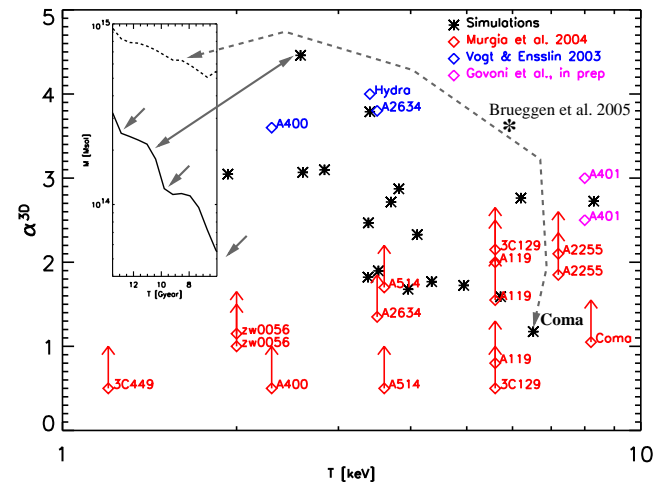 Simulations
Murgia et al. 2004
Vogt & Ensslin 2003
Govoni et al., in prep
5
4
3
2
1
0
α3D
1
10
T [keV]
10^15
10^14
M [Msol]
12
10
8
T [Gyear]
Hydra
A2634
A400
Brueggen et al. 2005
A401
A401
3C129
A119
A2255
A2255
A514
A2634
A119
zw0056
zw0056
Coma
Coma
3C449
A400
A514
A119
3C129